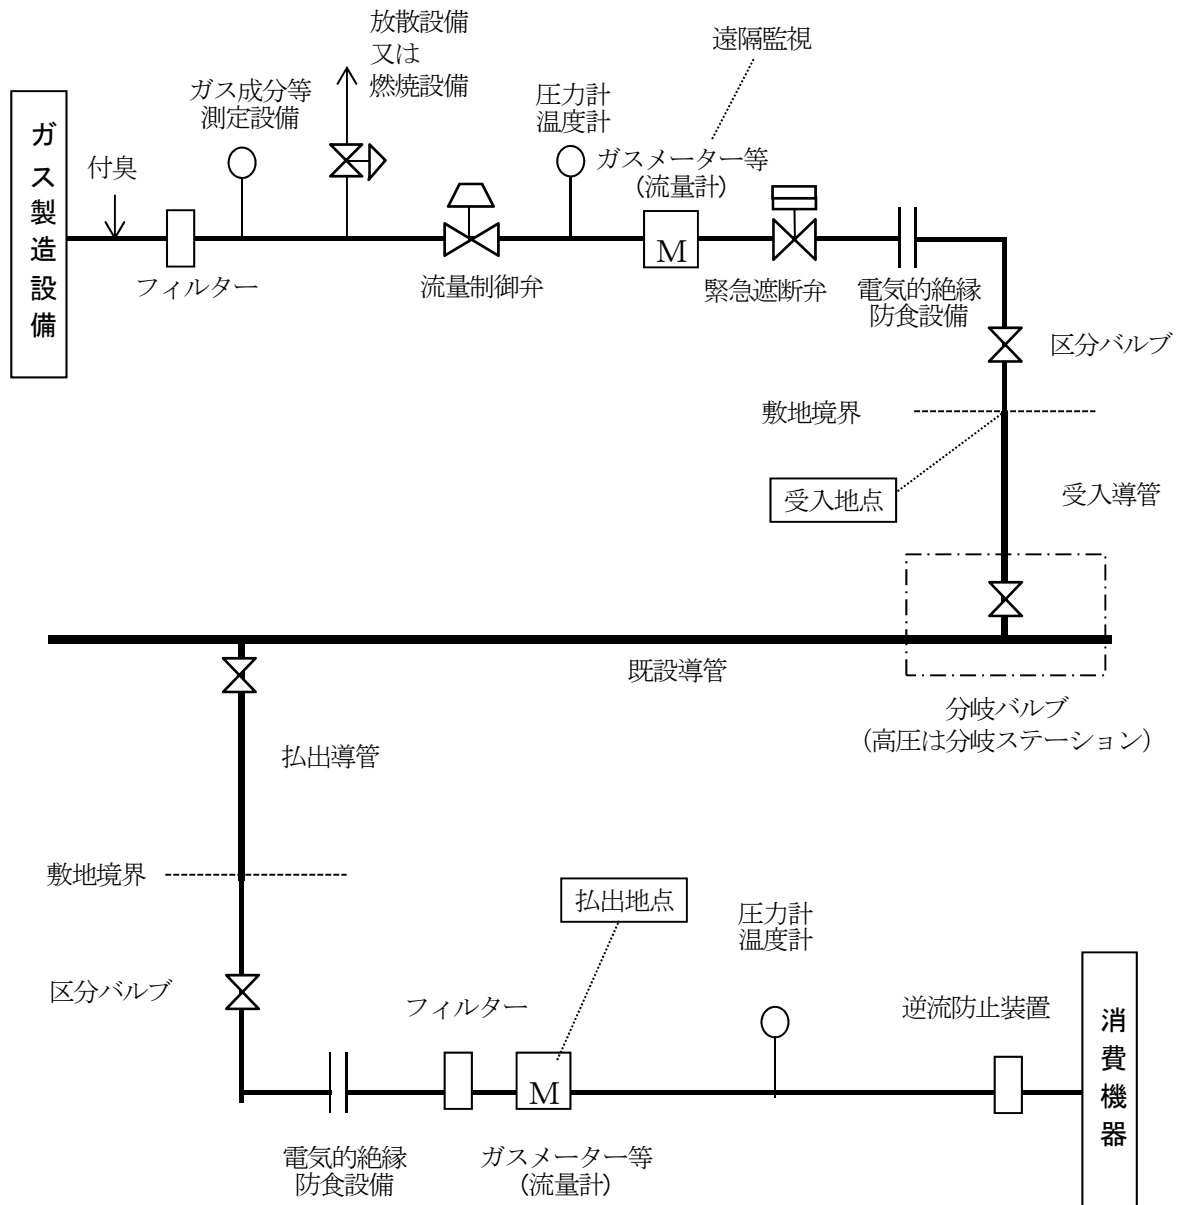 放散設備
又は
燃焼設備
遠隔監視
ガス成分等
測定設備
圧力計
温度計
ガスメーター等
(流量計)
ガス製造設備
付臭
M
フィルター
流量制御弁
緊急遮断弁
電気的絶縁
防食設備
区分バルブ
敷地境界
受入地点
受入導管
既設導管
分岐バルブ
（高圧は分岐ステーション）
払出導管
敷地境界
払出地点
圧力計
温度計
区分バルブ
フィルター
逆流防止装置
消費機器
M
電気的絶縁
防食設備
ガスメーター等
(流量計)